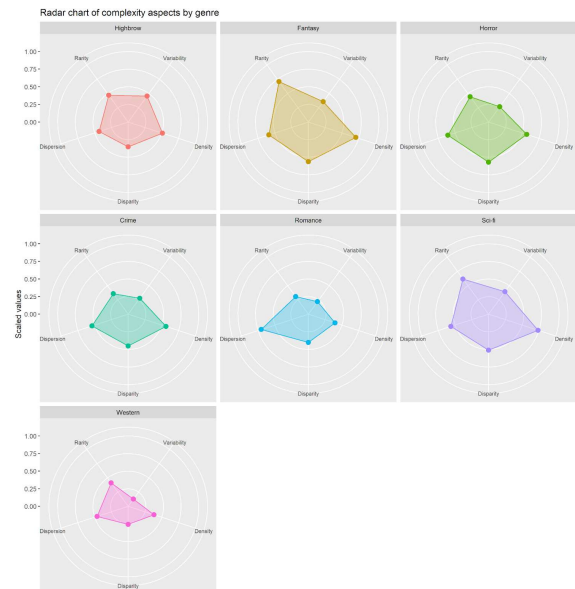 Radar chart of complexity aspects by genre
Highbrow
Fantasy
Horror
1.00
0.75
0.50
0.25
0.00
Rarity
Variability
Dispersion
Density
Disparity
Rarity
Variability
Dispersion
Density
Disparity
Rarity
Variability
Dispersion
Density
Disparity
Crime
Romance
Sci-fi
Scaled values
1.00
0.75
0.50
0.25
0.00
Rarity
Variability
Dispersion
Density
Disparity
Rarity
Variability
Dispersion
Density
Disparity
Rarity
Variability
Dispersion
Density
Disparity
Western
1.00
0.75
0.50
0.25
0.00
Rarity
Variability
Dispersion
Density
Disparity